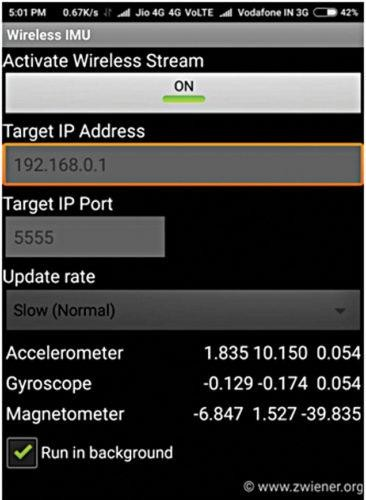 5:01 PM 0.67K/s Jio 4G 4G VoLTE Vodafone IN 3G 42%
Wireless IMU
Activate Wireless Stream
ON
Target IP Address
192.168.0.1
Target IP Port
5555
Update rate
Slow (Normal)
Accelerometer 1.835 10.150 0.054
Gyroscope -0.129 -0.174 0.054
Magnetometer -6.847 1.527 -39.835
Run in background
© www.zwiener.org